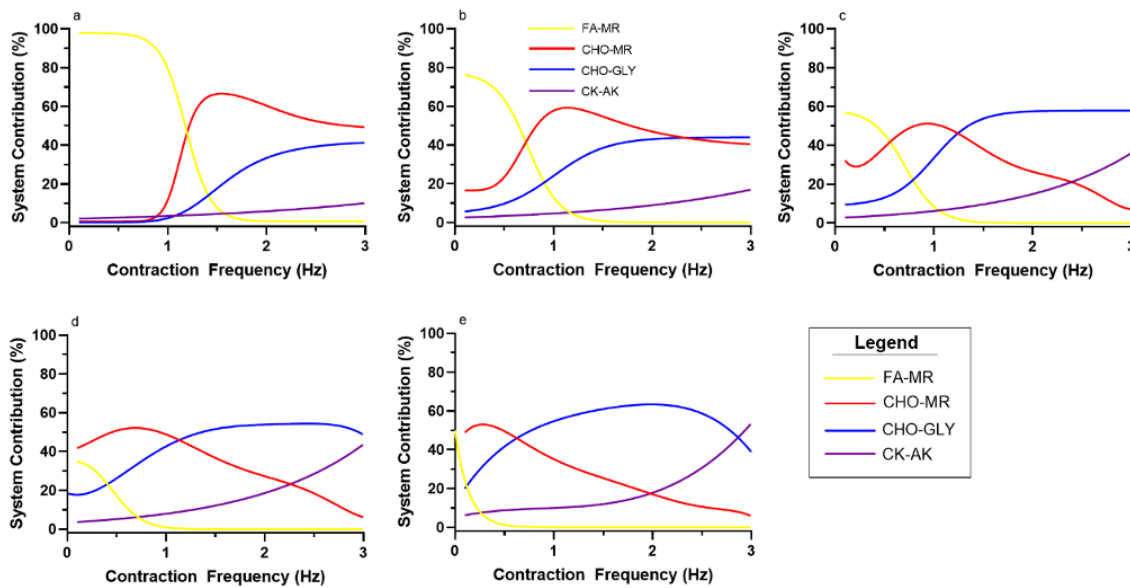 a
System Contribution (%)
100
80
60
40
20
0
0 1 2 3
Contraction Frequency (Hz)
b
System Contribution (%)
100
80
60
40
20
0
FA-MR
CHO-MR
CHO-GLY
CK-AK
0 1 2 3
Contraction Frequency (Hz)
c
System Contribution (%)
100
80
60
40
20
0
0 1 2 3
Contraction Frequency (Hz)
d
System Contribution (%)
100
80
60
40
20
0
0 1 2 3
Contraction Frequency (Hz)
e
System Contribution (%)
100
80
60
40
20
0
0 1 2 3
Contraction Frequency (Hz)
Legend
FA-MR
CHO-MR
CHO-GLY
CK-AK